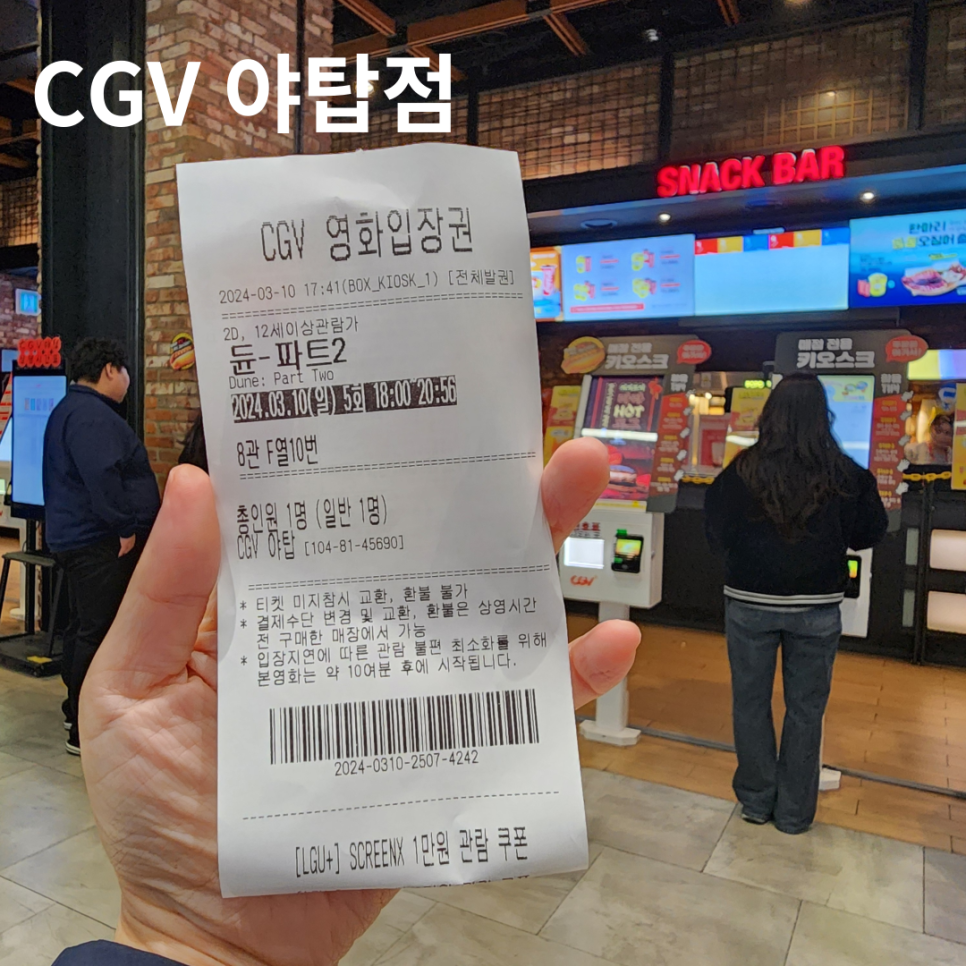 CGV 야탑점
SNACK BAR
CGV 영화입장권
2024-03-10 17:41(BOX_KIOSK_1) [전체발권]
2D, 12세이상관람가
듄-파트2
Dune: Part Two
2024.03.10(일) 5회 18:00 20:56
8관 F열10번
총인원 1명 (일반 1명)
CGV 야탑 [104-81-45690]
* 티켓 미지참시 교환, 환불 불가
* 결제수단 변경 및 교환, 환불은 상영시간
전 구매한 매장에서 가능
* 입장지연에 따른 관람 불편 최소화를 위해
본영화는 약 10여분 후에 시작됩니다.
2024-0310-2507-4242
[LGU+] SCREENX 1만원 관람 쿠폰
매장 전용
키오스크
매장 전용
키오스크
CGV